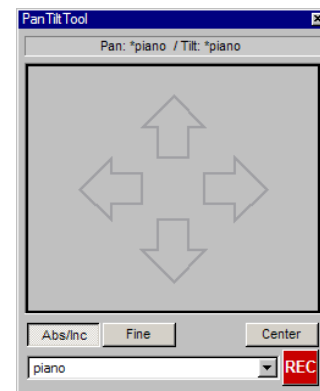 PanTiltTool
Pan: *piano / Tilt: *piano
Abs/Inc Fine Center
piano REC